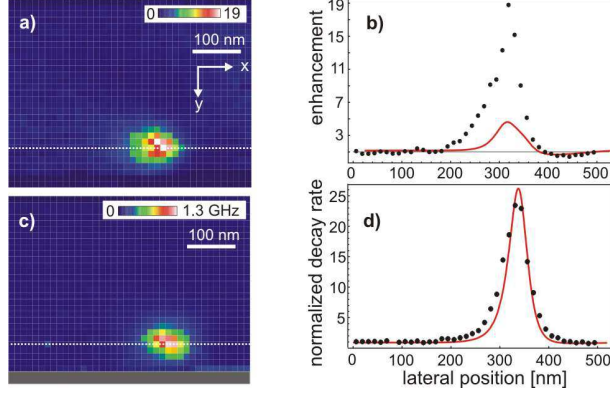 a)
0 19
100 nm
x
y
c)
0 1.3 GHz
100 nm
b)
enhancement
19
15
11
7
3
0 100 200 300 400 500
d)
normalized decay rate
25
20
15
10
5
0 100 200 300 400 500
lateral position [nm]